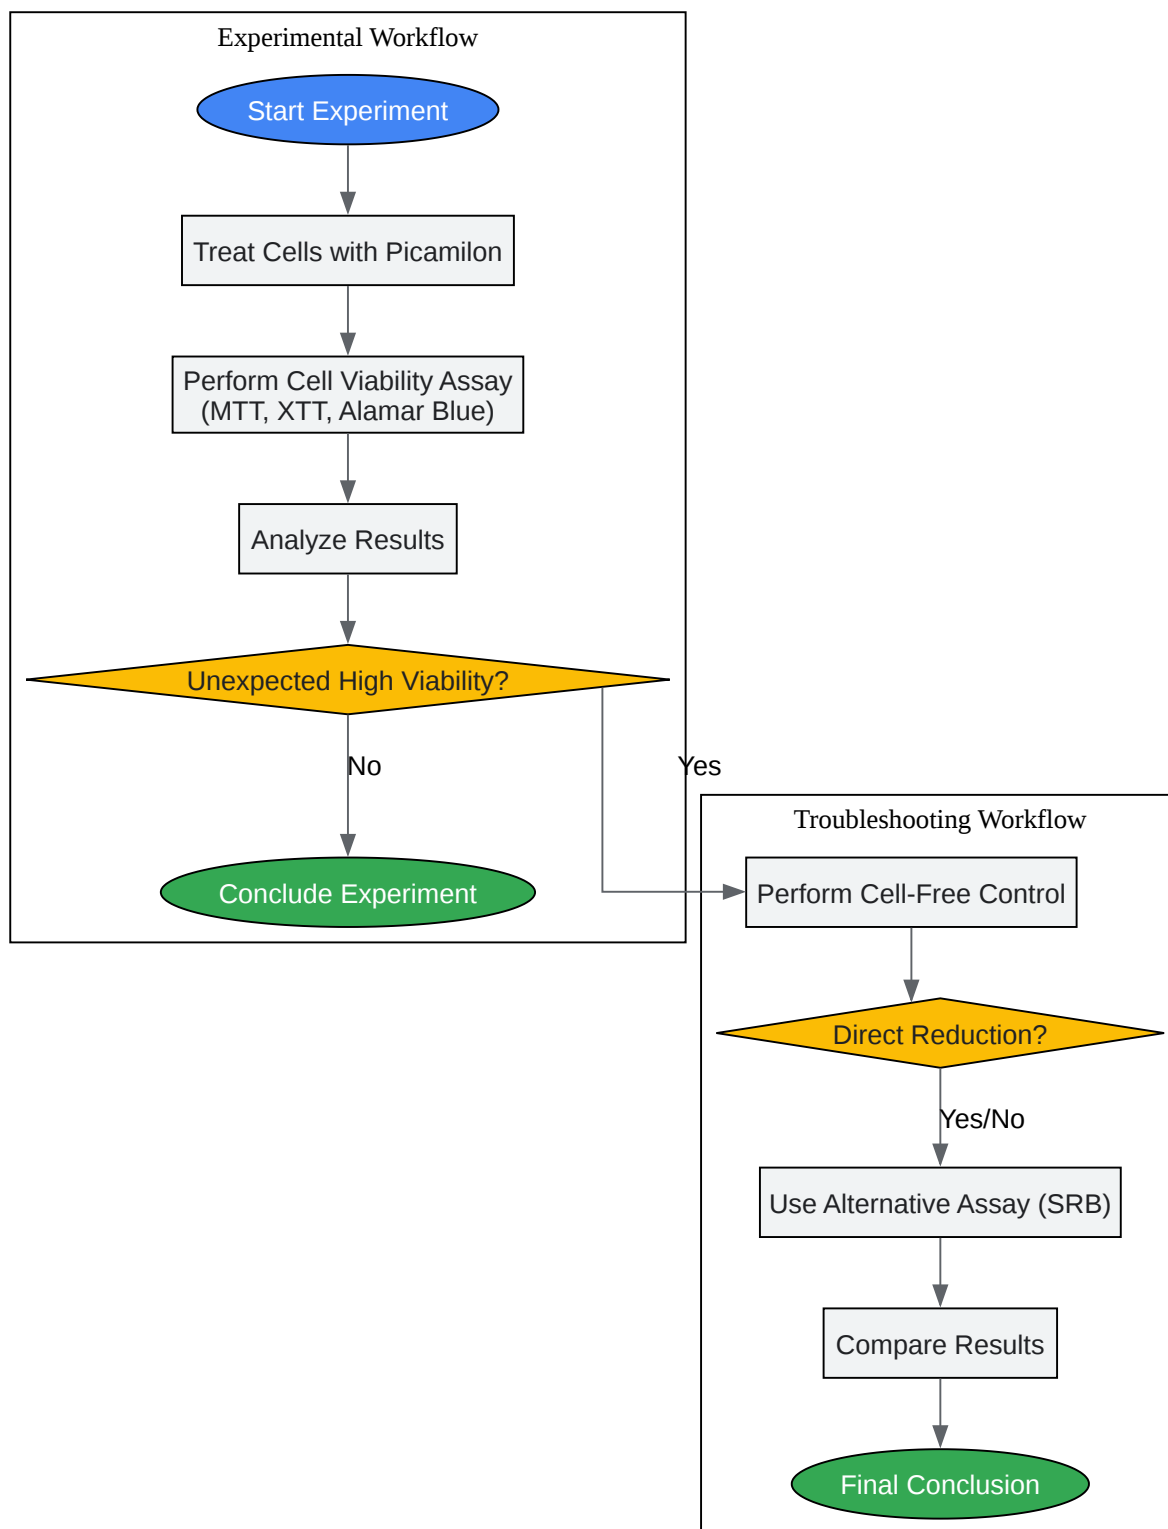 Experimental Workflow
Start Experiment
Treat Cells with Picamilon
Perform Cell Viability Assay
(MTT, XTT, Alamar Blue)
Analyze Results
Unexpected High Viability?
No
Yes
Conclude Experiment
Troubleshooting Workflow
Perform Cell-Free Control
Direct Reduction?
Yes/No
Use Alternative Assay (SRB)
Compare Results
Final Conclusion